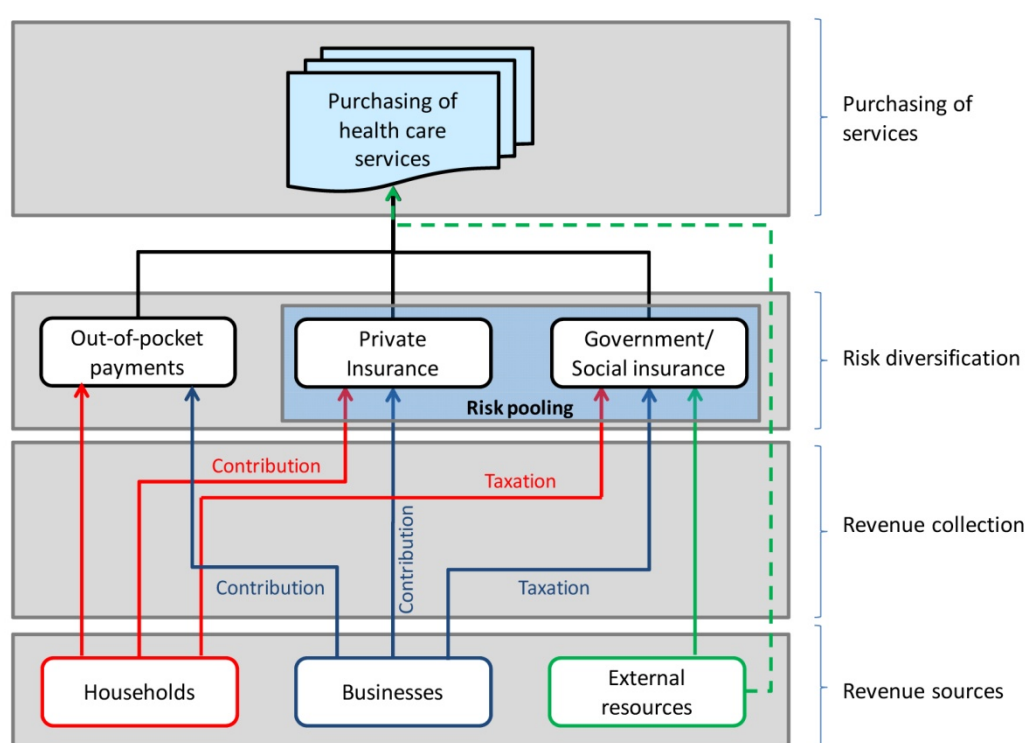 Purchasing of
health care
services
Purchasing of
services
Out-of-pocket
payments
Private
Insurance
Government/
Social insurance
Risk pooling
Risk diversification
Contribution
Taxation
Contribution
Contribution
Taxation
Revenue collection
Households
Businesses
External
resources
Revenue sources